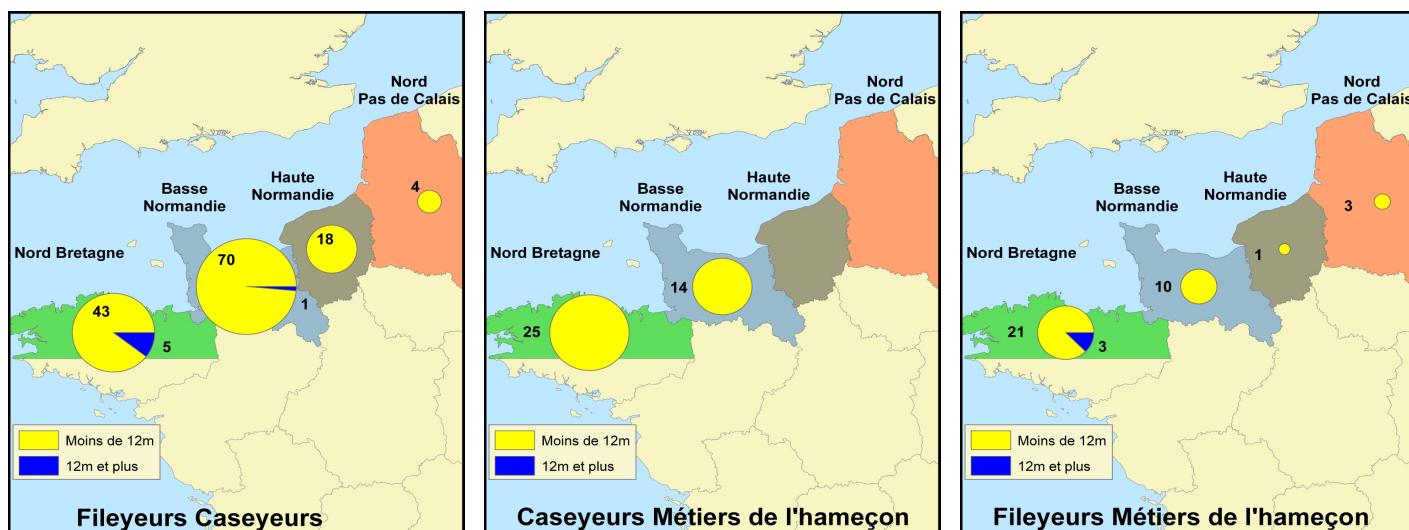 Nord
Pas de Calais
4
Haute
Normandie
Basse
Normandie
18
70
Nord Bretagne
1
43
5
Moins de 12m
12m et plus
Fileyeurs Caseyeurs
Nord
Pas de Calais
Haute
Normandie
Basse
Normandie
Nord Bretagne
14
25
Moins de 12m
12m et plus
Caseyeurs Métiers de l'hameçon
Nord
Pas de Calais
Haute
Normandie
Basse
Normandie
3
Nord Bretagne
1
10
21
3
Moins de 12m
12m et plus
Fileyeurs Métiers de l'hameçon